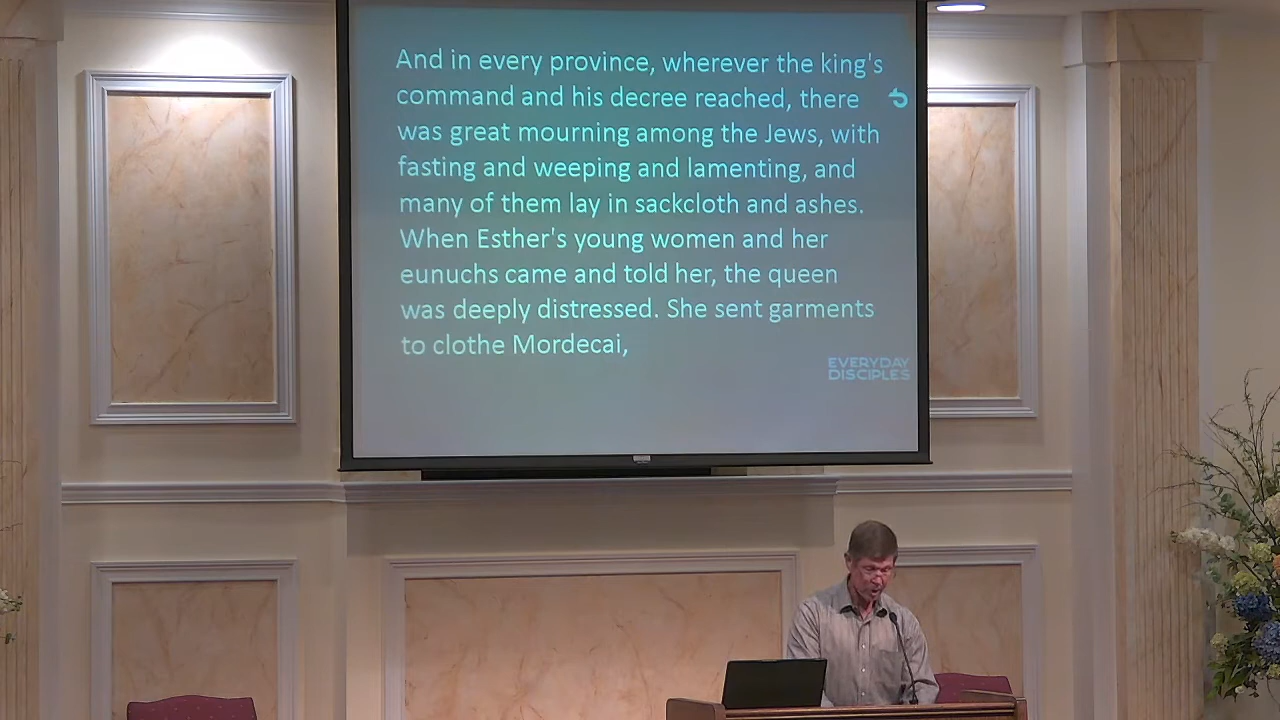 And in every province, wherever the king's
command and his decree reached, there
was great mourning among the Jews, with
fasting and weeping and lamenting, and
many of them lay in sackcloth and ashes.
When Esther's young women and her
eunuchs came and told her, the queen
was deeply distressed. She sent garments
to clothe Mordecai,
EVERYDAY
DISCIPLES